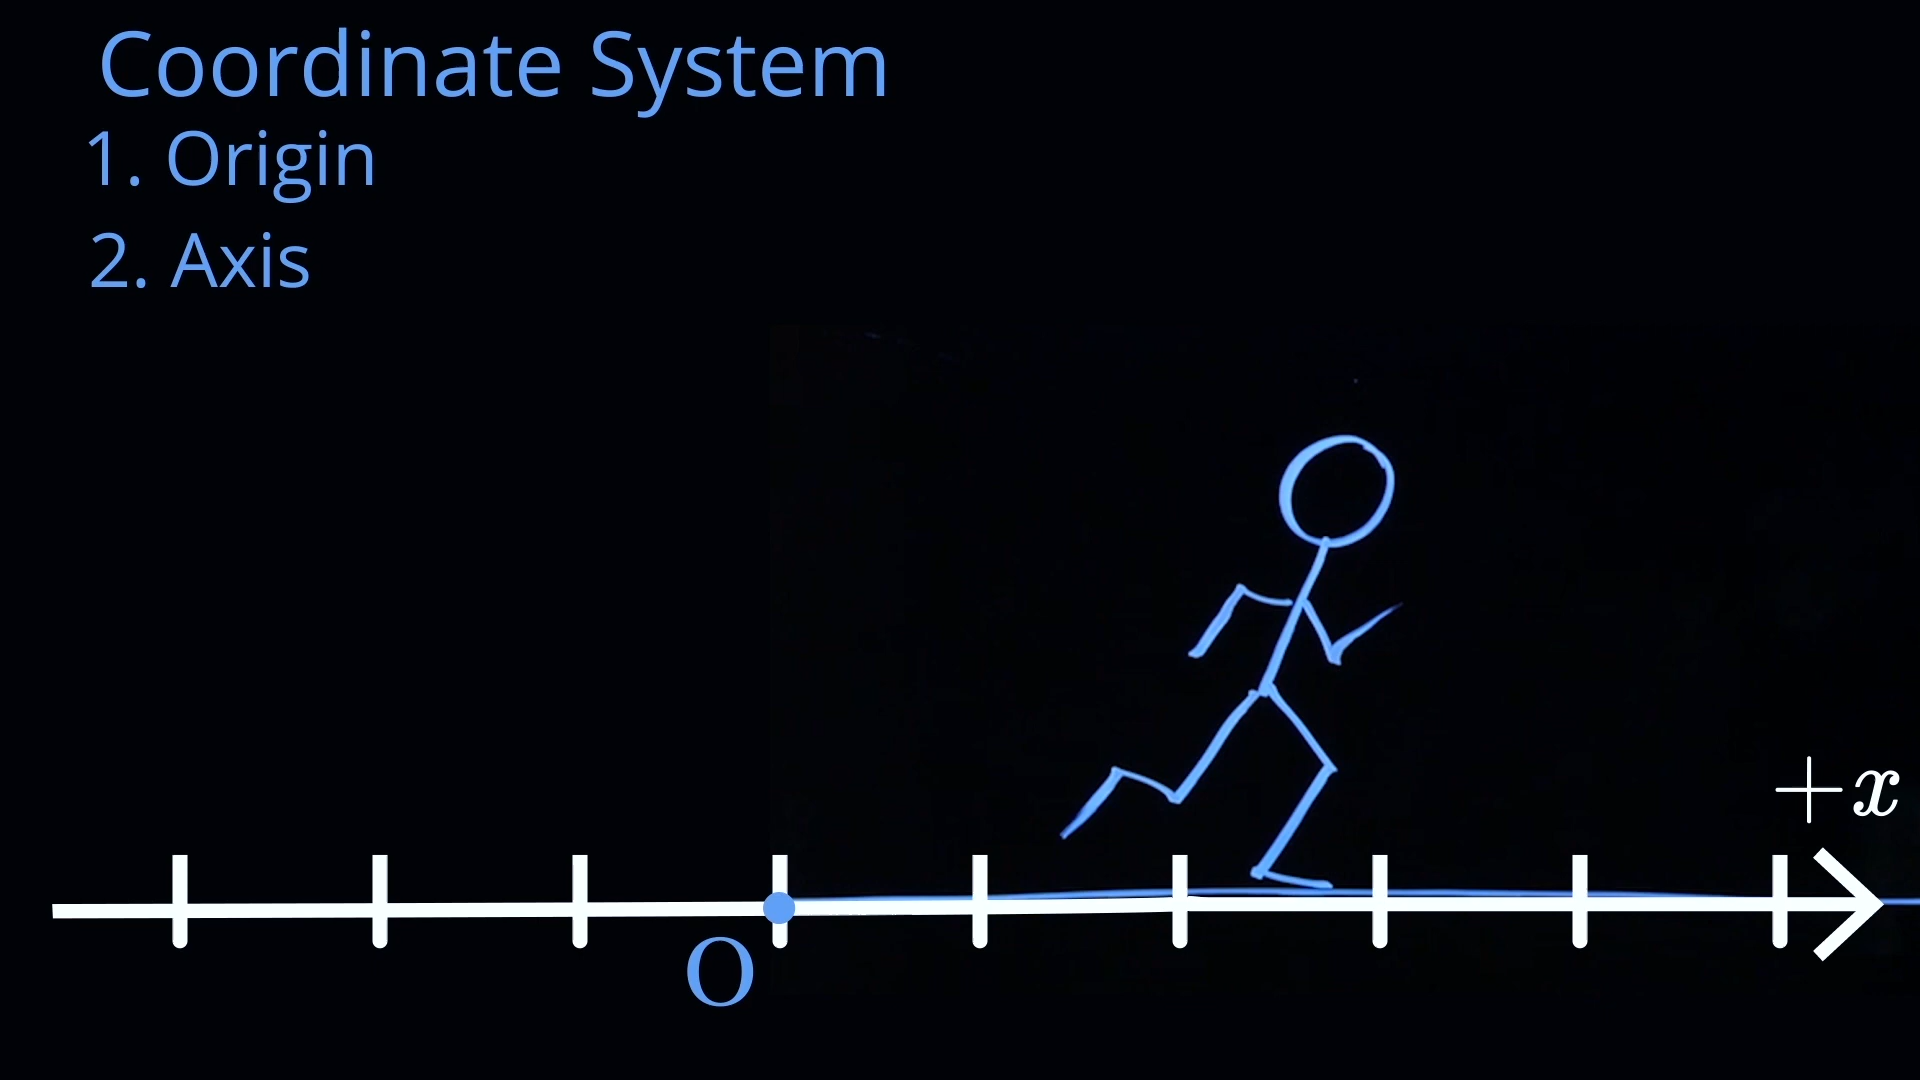 Coordinate System
1. Origin
2. Axis
+x
O